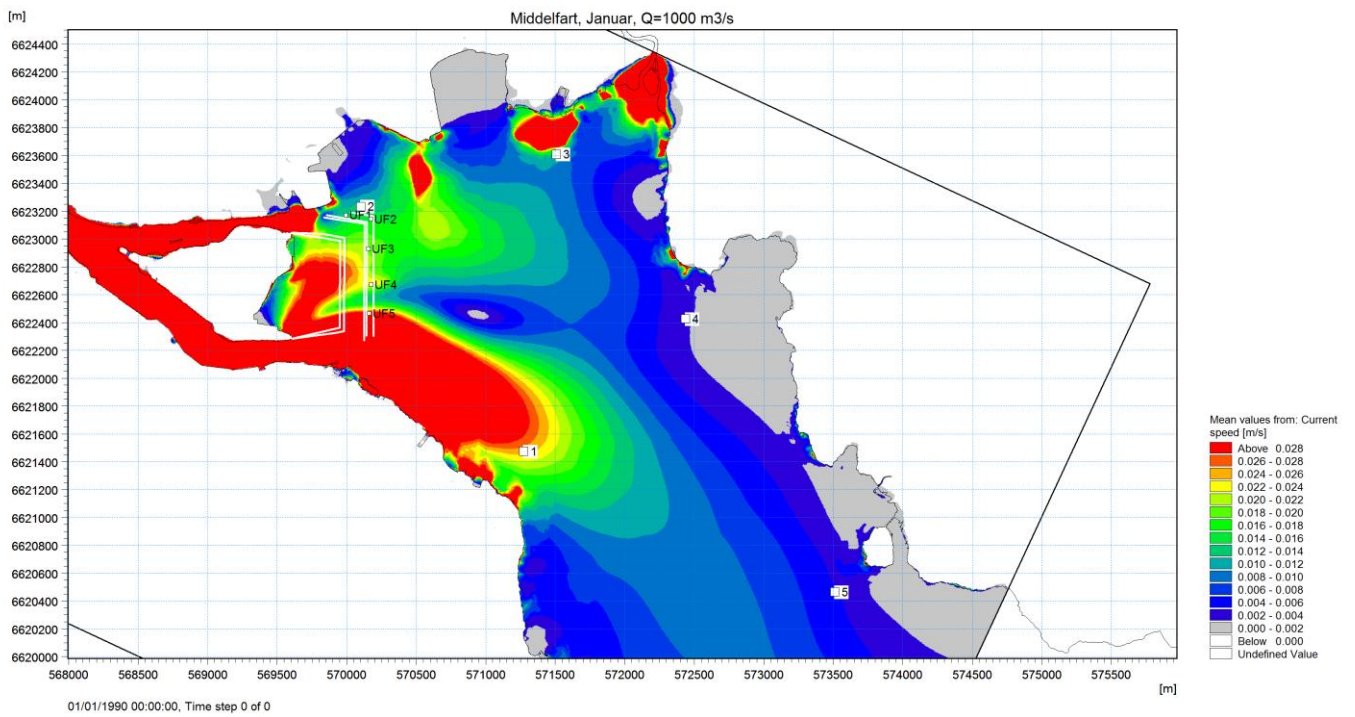 Middelfart, Januar, Q=1000 m3/s
[m]
6624400
6624200
6624000
6623800
6623600
6623400
6623200
6623000
6622800
6622600
6622400
6622200
6622000
6621800
6621600
6621400
6621200
6621000
6620800
6620600
6620400
6620200
6620000
3
2
UF1
UF2
UF3
UF4
UF5
4
1
5
568000 568500 569000 569500 570000 570500 571000 571500 572000 572500 573000 573500 574000 574500 575000 575500
[m]
Mean values from: Current
speed [m/s]
Above 0.028
0.026 - 0.028
0.024 - 0.026
0.022 - 0.024
0.020 - 0.022
0.018 - 0.020
0.016 - 0.018
0.014 - 0.016
0.012 - 0.014
0.010 - 0.012
0.008 - 0.010
0.006 - 0.008
0.004 - 0.006
0.002 - 0.004
0.000 - 0.002
Below 0.000
Undefined Value
01/01/1990 00:00:00, Time step 0 of 0